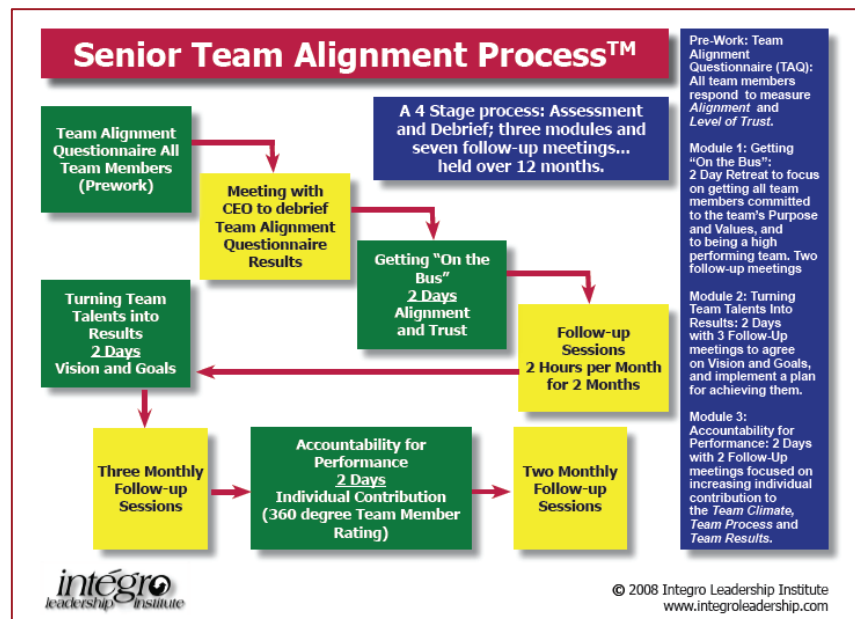 Senior Team Alignment Process™
Team Alignment
Questionnaire All
Team Members
(Prework)
A 4 Stage process: Assessment
and Debrief; three modules and
seven follow-up meetings...
held over 12 months.
Meeting with
CEO to debrief
Team Alignment
Questionnaire
Results
Getting “On the
Bus”
2 Days
Alignment
and Trust
Follow-up
Sessions
2 Hours per Month
for 2 Months
Turning Team
Talents into
Results
2 Days
Vision and Goals
Three Monthly
Follow-up
Sessions
Accountability for
Performance
2 Days
Individual Contribution
(360 degree Team Member
Rating)
Two Monthly
Follow-up
Sessions
Pre-Work: Team
Alignment
Questionnaire (TAQ):
All team members
respond to measure
Alignment and
Level of Trust.
Module 1: Getting
“On the Bus”:
2 Day Retreat to focus
on getting all team
members committed
to the team’s Purpose
and Values, and
to being a high
performing team. Two
follow-up meetings
Module 2: Turning
Team Talents Into
Results: 2 Days
with 3 Follow-Up
meetings to agree
on Vision and Goals,
and implement a plan
for achieving them.
Module 3:
Accountability for
Performance: 2 Days
with 2 Follow-Up
meetings focused on
increasing individual
contribution to
the Team Climate,
Team Process and
Team Results.
intégro
leadership institute
© 2008 Integro Leadership Institute
www.integroleadership.com